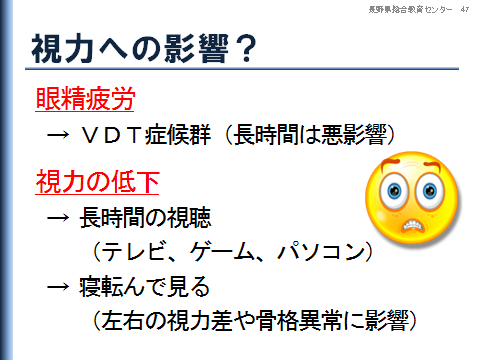 長野県総合教育センター 47
視力への影響？
眼精疲労
→ ＶＤＴ症候群（長時間は悪影響）
視力の低下
→ 長時間の視聴
（テレビ、ゲーム、パソコン）
→ 寝転んで見る
（左右の視力差や骨格異常に影響）